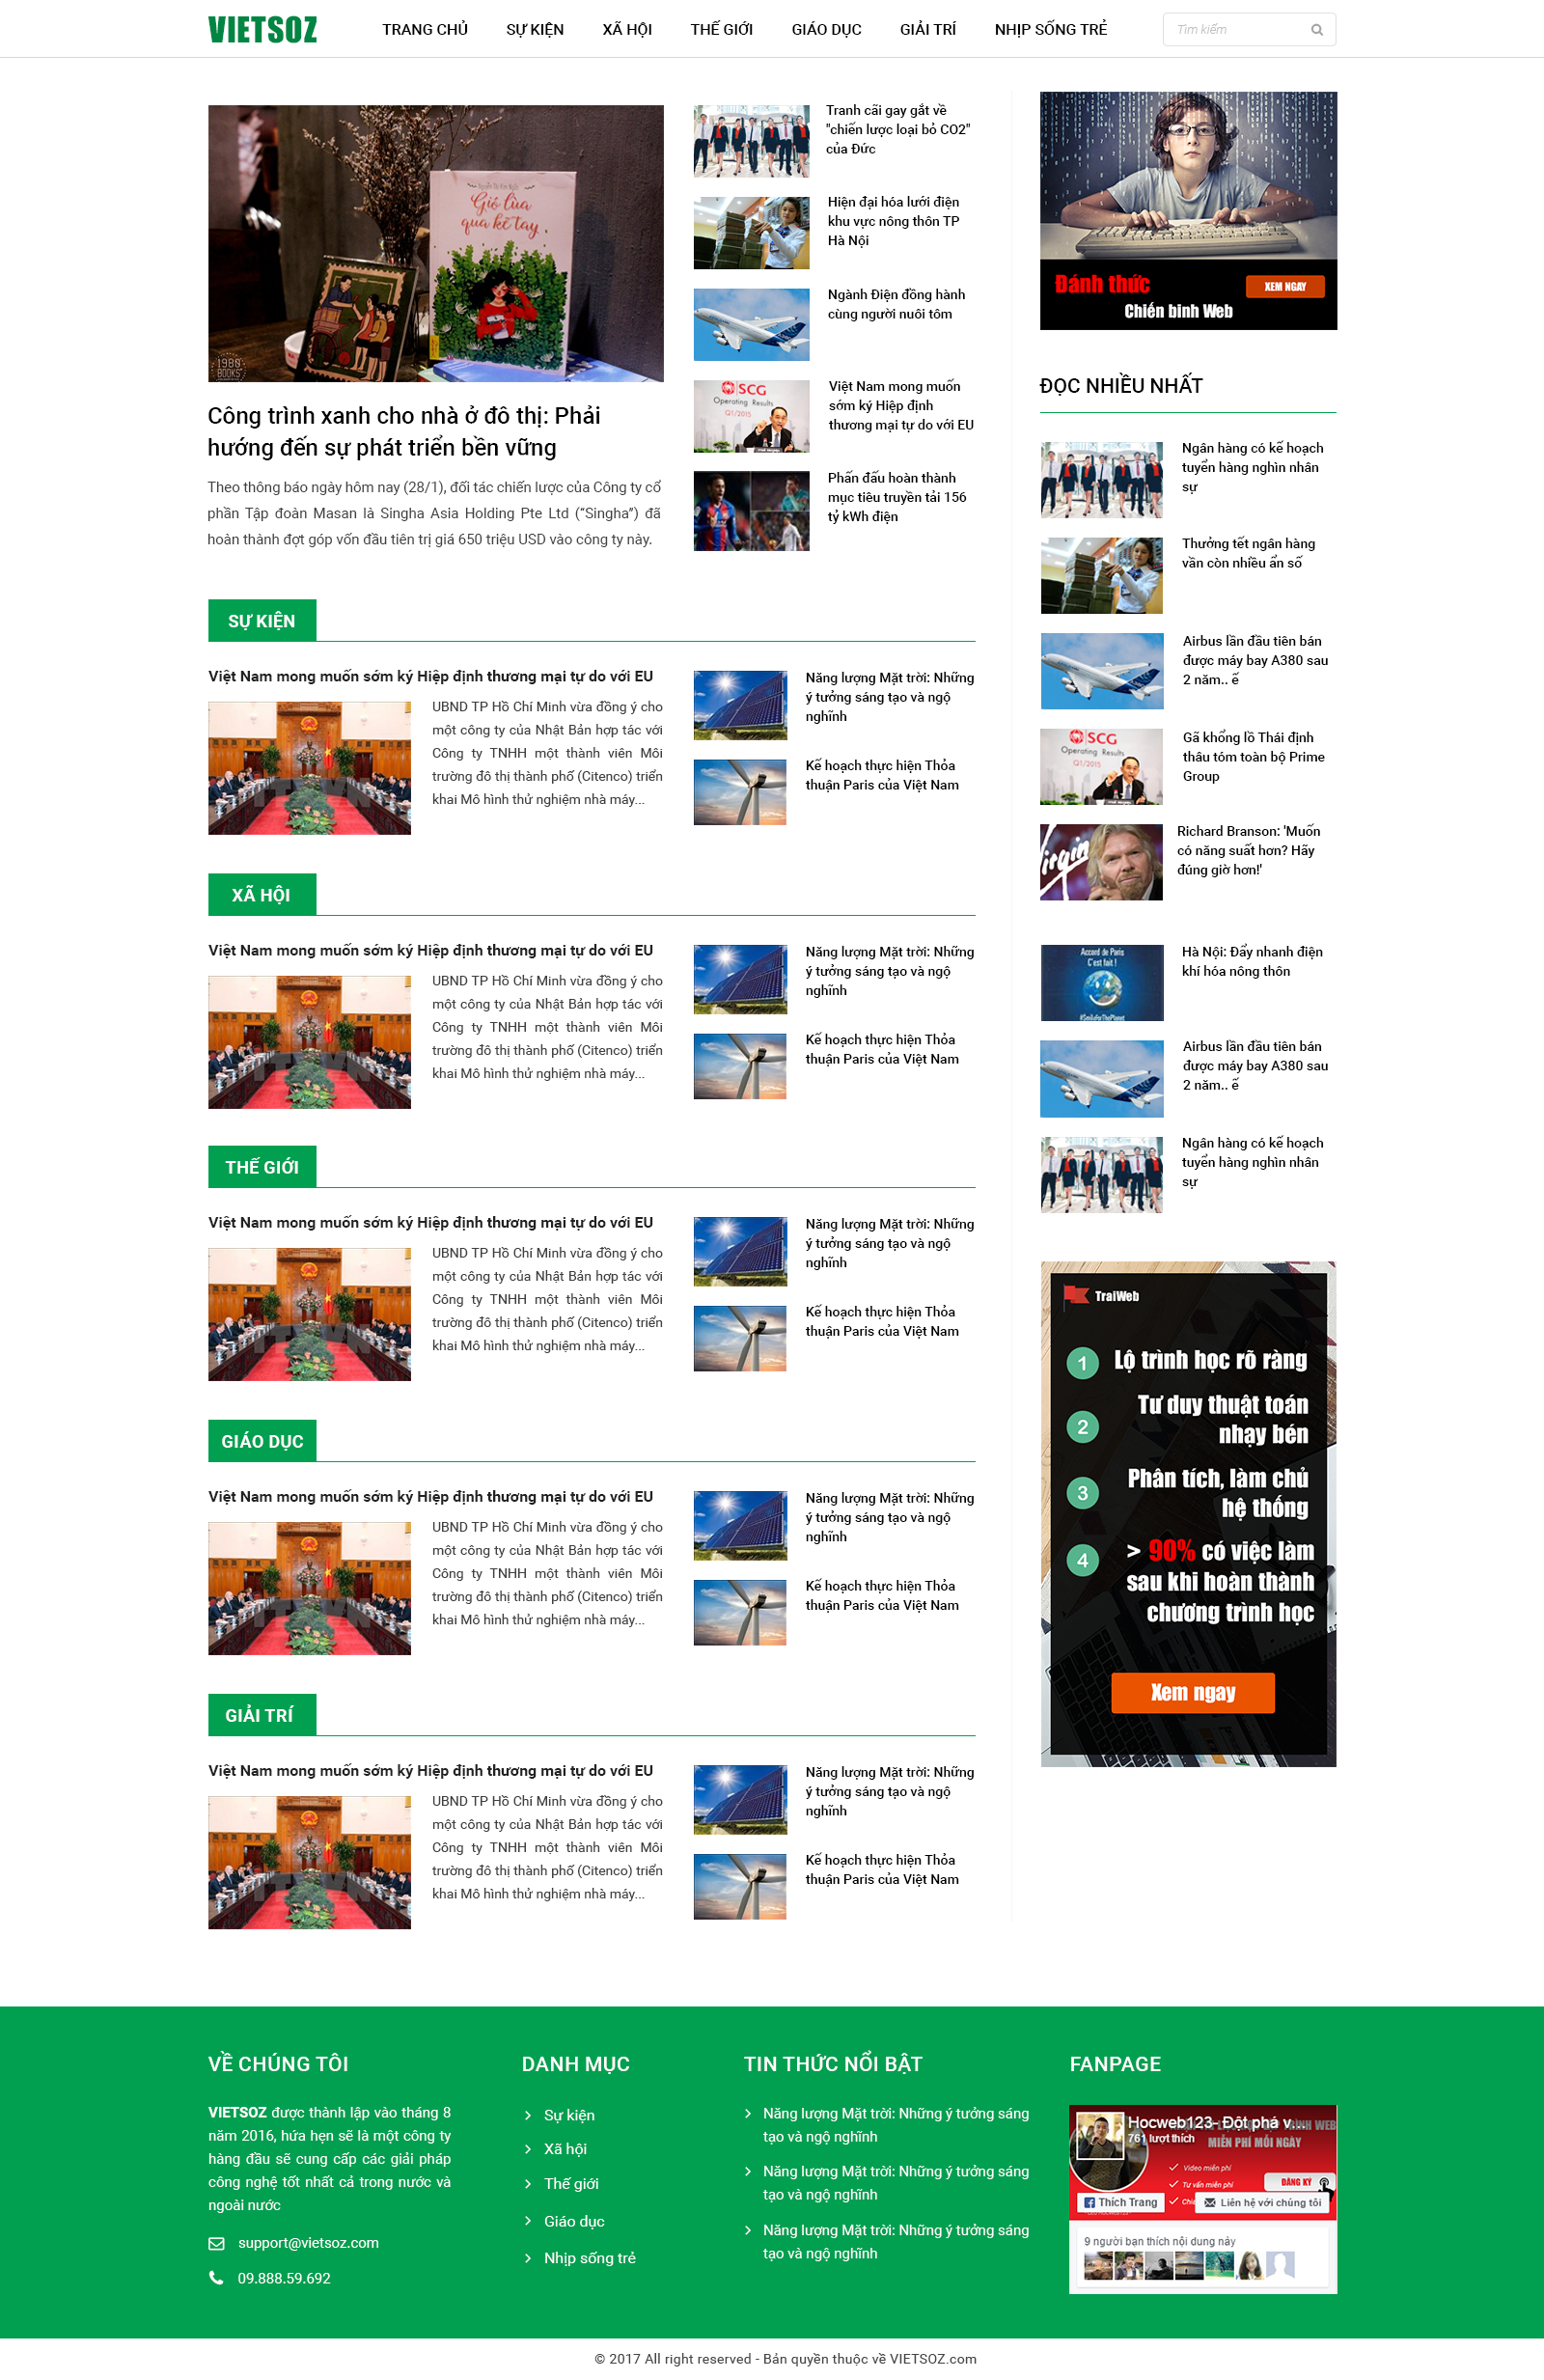 VIETSOZ
TRANG CHỦ
SỰ KIỆN
XÃ HỘI
THẾ GIỚI
GIÁO DỤC
GIẢI TRÍ
NHỊP SỐNG TRẺ
Tìm kiếm
Nguyễn Thị Kim Ngân
Gió lùa
qua kẽ tay
1980
BOOKS
Công trình xanh cho nhà ở đô thị: Phải
hướng đến sự phát triển bền vững
Theo thông báo ngày hôm nay (28/1), đối tác chiến lược của Công ty cổ
phần Tập đoàn Masan là Singha Asia Holding Pte Ltd (“Singha”) đã
hoàn thành đợt góp vốn đầu tiên trị giá 650 triệu USD vào công ty này.
Tranh cãi gay gắt về
"chiến lược loại bỏ CO2"
của Đức
Hiện đại hóa lưới điện
khu vực nông thôn TP
Hà Nội
Ngành Điện đồng hành
cùng người nuôi tôm
SCG
Operating Results
Q1/2015
Việt Nam mong muốn
sớm ký Hiệp định
thương mại tự do với EU
Phấn đấu hoàn thành
mục tiêu truyền tải 156
tỷ kWh điện
SỰ KIỆN
Việt Nam mong muốn sớm ký Hiệp định thương mại tự do với EU
UBND TP Hồ Chí Minh vừa đồng ý cho
một công ty của Nhật Bản hợp tác với
Công ty TNHH một thành viên Môi
trường đô thị thành phố (Citenco) triển
khai Mô hình thử nghiệm nhà máy...
Năng lượng Mặt trời: Những
ý tưởng sáng tạo và ngộ
nghĩnh
Kế hoạch thực hiện Thỏa
thuận Paris của Việt Nam
XÃ HỘI
Việt Nam mong muốn sớm ký Hiệp định thương mại tự do với EU
UBND TP Hồ Chí Minh vừa đồng ý cho
một công ty của Nhật Bản hợp tác với
Công ty TNHH một thành viên Môi
trường đô thị thành phố (Citenco) triển
khai Mô hình thử nghiệm nhà máy...
Năng lượng Mặt trời: Những
ý tưởng sáng tạo và ngộ
nghĩnh
Kế hoạch thực hiện Thỏa
thuận Paris của Việt Nam
THẾ GIỚI
Việt Nam mong muốn sớm ký Hiệp định thương mại tự do với EU
UBND TP Hồ Chí Minh vừa đồng ý cho
một công ty của Nhật Bản hợp tác với
Công ty TNHH một thành viên Môi
trường đô thị thành phố (Citenco) triển
khai Mô hình thử nghiệm nhà máy...
Năng lượng Mặt trời: Những
ý tưởng sáng tạo và ngộ
nghĩnh
Kế hoạch thực hiện Thỏa
thuận Paris của Việt Nam
GIÁO DỤC
Việt Nam mong muốn sớm ký Hiệp định thương mại tự do với EU
UBND TP Hồ Chí Minh vừa đồng ý cho
một công ty của Nhật Bản hợp tác với
Công ty TNHH một thành viên Môi
trường đô thị thành phố (Citenco) triển
khai Mô hình thử nghiệm nhà máy...
Năng lượng Mặt trời: Những
ý tưởng sáng tạo và ngộ
nghĩnh
Kế hoạch thực hiện Thỏa
thuận Paris của Việt Nam
GIẢI TRÍ
Việt Nam mong muốn sớm ký Hiệp định thương mại tự do với EU
UBND TP Hồ Chí Minh vừa đồng ý cho
một công ty của Nhật Bản hợp tác với
Công ty TNHH một thành viên Môi
trường đô thị thành phố (Citenco) triển
khai Mô hình thử nghiệm nhà máy...
Năng lượng Mặt trời: Những
ý tưởng sáng tạo và ngộ
nghĩnh
Kế hoạch thực hiện Thỏa
thuận Paris của Việt Nam
Đánh thức
Chiến binh Web
XEM NGAY
ĐỌC NHIỀU NHẤT
Ngân hàng có kế hoạch
tuyển hàng nghìn nhân
sự
Thưởng tết ngân hàng
vẫn còn nhiều ẩn số
Airbus lần đầu tiên bán
được máy bay A380 sau
2 năm.. ế
SCG
Operating Results
Q1/2015
Gã khổng lồ Thái định
thâu tóm toàn bộ Prime
Group
Virgin
Richard Branson: 'Muốn
có năng suất hơn? Hãy
đúng giờ hơn!'
Accord de Paris
C'est fait !
#SmileForThePlanet
Hà Nội: Đẩy nhanh điện
khí hóa nông thôn
Airbus lần đầu tiên bán
được máy bay A380 sau
2 năm.. ế
Ngân hàng có kế hoạch
tuyển hàng nghìn nhân
sự
TraiWeb
1 Lộ trình học rõ ràng
2 Tư duy thuật toán
nhạy bén
3 Phân tích, làm chủ
hệ thống
4 > 90% có việc làm
sau khi hoàn thành
chương trình học
Xem ngay
VỀ CHÚNG TÔI
VIETSOZ được thành lập vào tháng 8
năm 2016, hứa hẹn sẽ là một công ty
hàng đầu sẽ cung cấp các giải pháp
công nghệ tốt nhất cả trong nước và
ngoài nước
support@vietsoz.com
09.888.59.692
DANH MỤC
Sự kiện
Xã hội
Thế giới
Giáo dục
Nhịp sống trẻ
TIN THỨC NỔI BẬT
Năng lượng Mặt trời: Những ý tưởng sáng
tạo và ngộ nghĩnh
Năng lượng Mặt trời: Những ý tưởng sáng
tạo và ngộ nghĩnh
Năng lượng Mặt trời: Những ý tưởng sáng
tạo và ngộ nghĩnh
FANPAGE
Hocweb123- Đột phá v...
761 lượt thích
MIỄN PHÍ MỖI NGÀY
Video miễn phí
Tư vấn miễn phí
ĐĂNG KÝ
Thích Trang
Liên hệ với chúng tôi
9 người bạn thích nội dung này
© 2017 All right reserved - Bản quyền thuộc về VIETSOZ.com